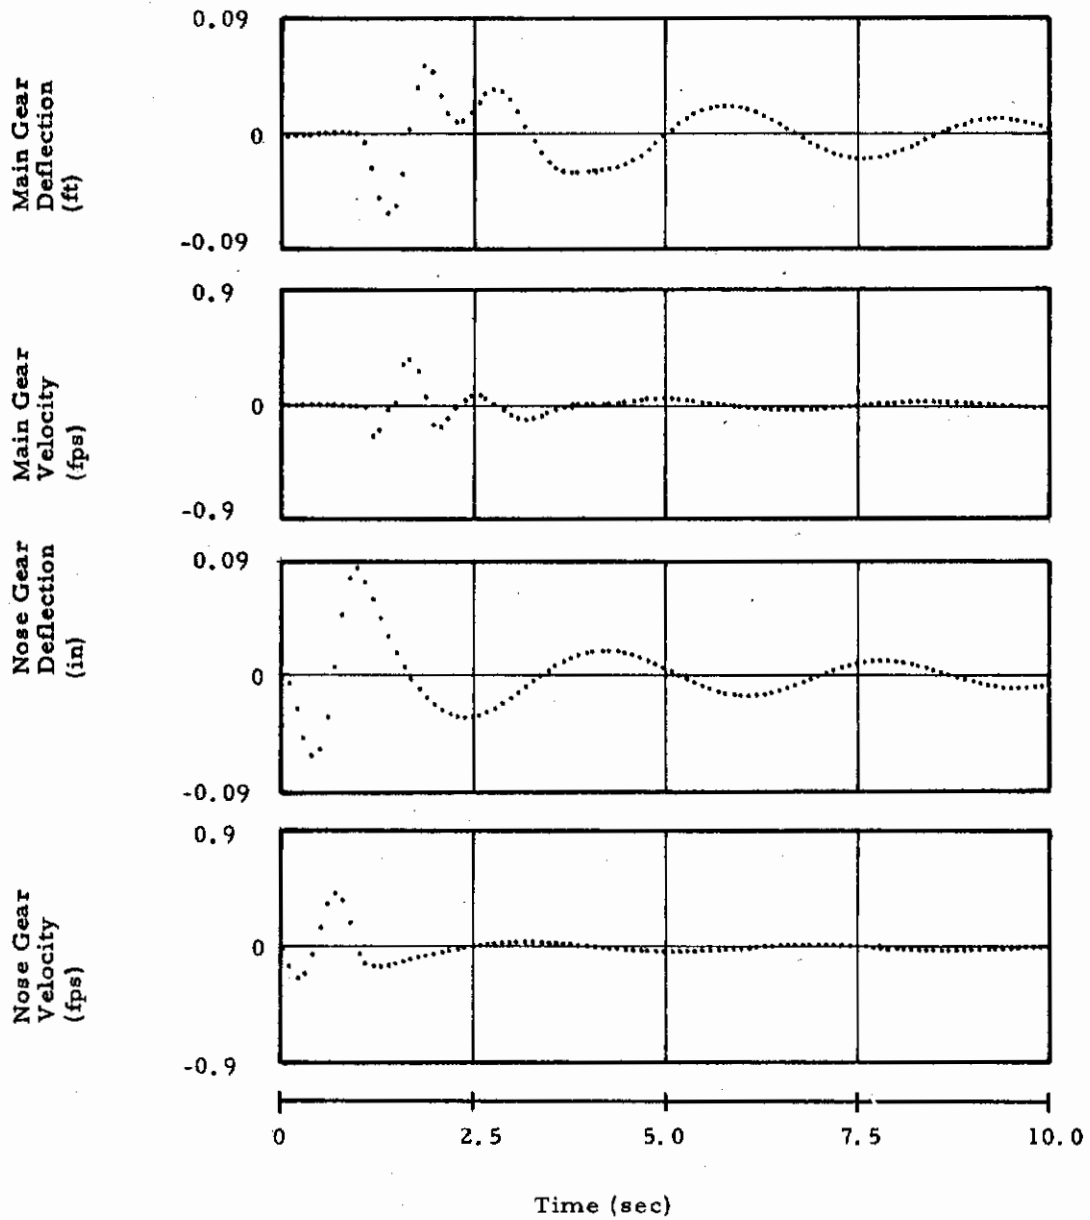 0.09
Main Gear
Deflection
(ft)
0
-0.09
0.9
Main Gear
Velocity
(fps)
0
-0.9
0.09
Nose Gear
Deflection
(in)
0
-0.09
0.9
Nose Gear
Velocity
(fps)
0
-0.9
0 2.5 5.0 7.5 10.0
Time (sec)